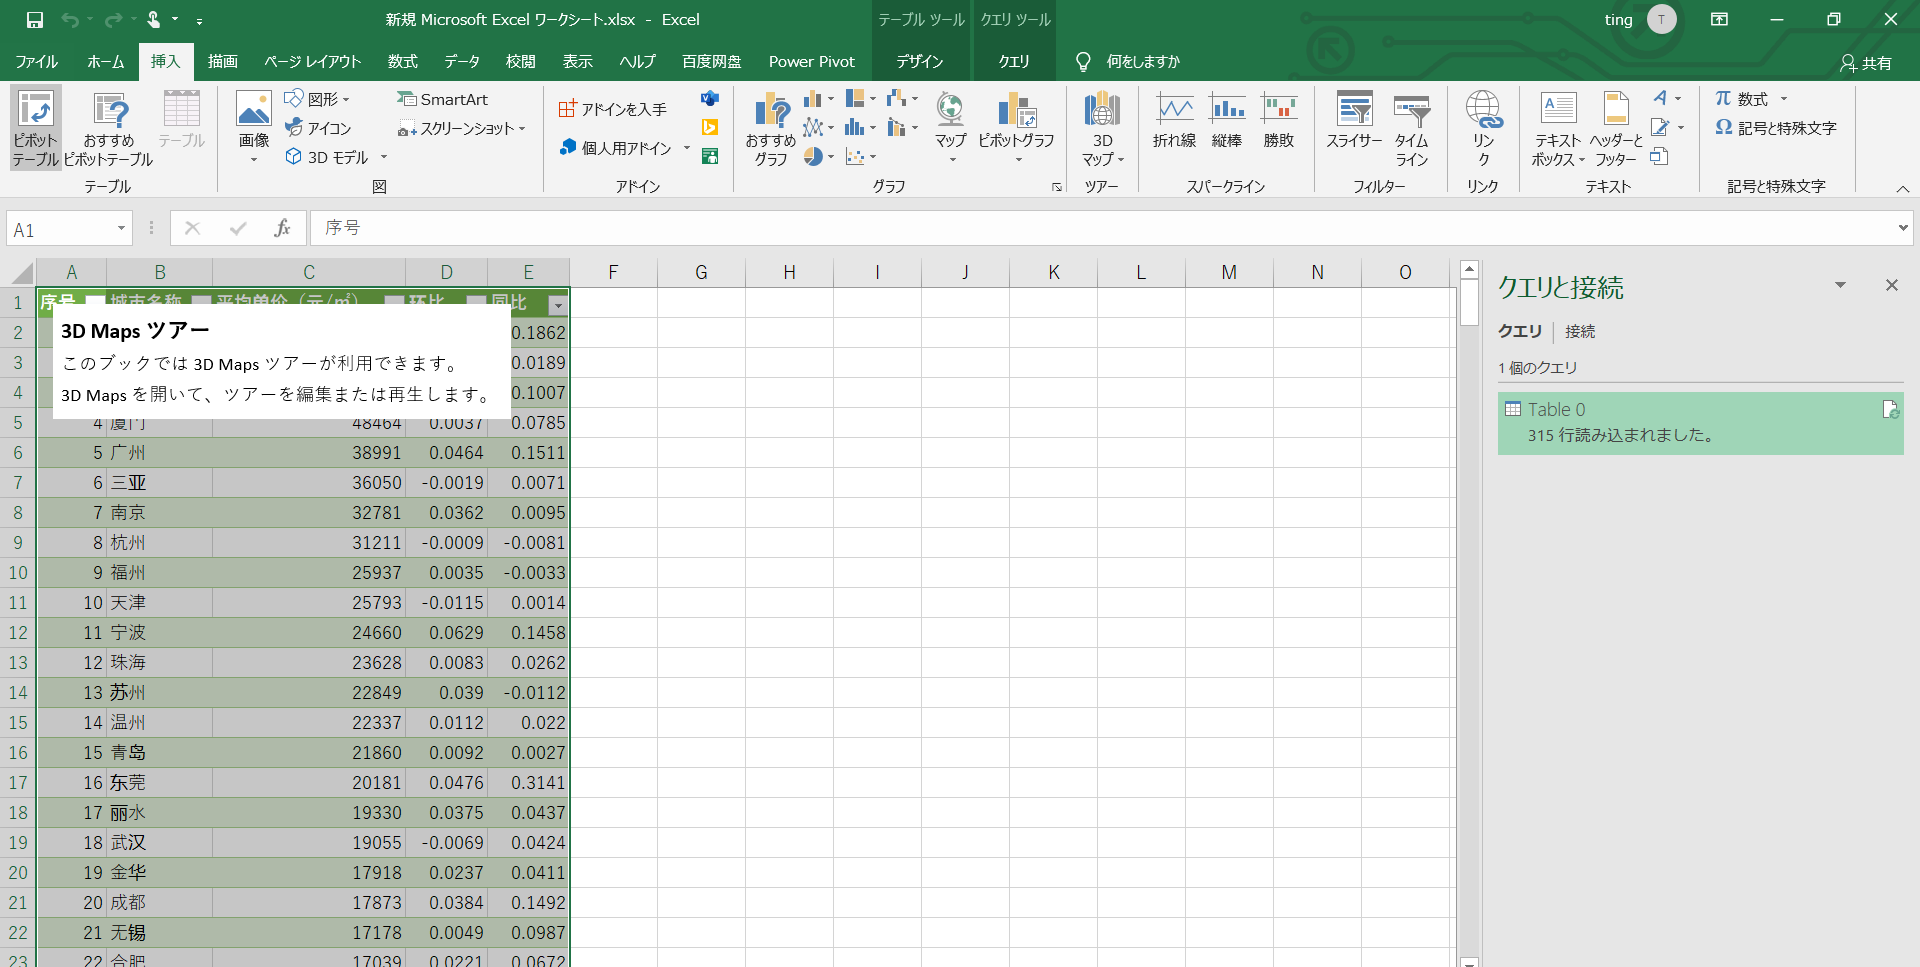 新規 Microsoft Excel ワークシート.xlsx - Excel
テーブル ツール
クエリ ツール
ting
T
ファイル
ホーム
挿入
描画
ページ レイアウト
数式
データ
校閲
表示
ヘルプ
百度网盘
Power Pivot
デザイン
クエリ
何をしますか
共有
ピボット
テーブル
おすすめ
ピボットテーブル
テーブル
テーブル
画像
図形
アイコン
3D モデル
SmartArt
スクリーンショット
図
アドインを入手
個人用アドイン
アドイン
おすすめ
グラフ
マップ
ピボットグラフ
グラフ
3D
マップ
ツアー
折れ線
縦棒
勝敗
スパークライン
スライサー
タイム
ライン
フィルター
リン
ク
リンク
テキスト
ボックス
ヘッダーと
フッター
テキスト
π 数式
Ω 記号と特殊文字
記号と特殊文字
A1
fx
序号
A B C D E F G H I J K L M N O
1 序号 城市名称 平均单价（元/㎡） 环比 同比
3D Maps ツアー
このブックでは 3D Maps ツアーが利用できます。
3D Maps を開いて、ツアーを編集または再生します。
2 0.1862
3 0.0189
4 0.1007
5 4 厦门 48464 0.0037 0.0785
6 5 广州 38991 0.0464 0.1511
7 6 三亚 36050 -0.0019 0.0071
8 7 南京 32781 0.0362 0.0095
9 8 杭州 31211 -0.0009 -0.0081
10 9 福州 25937 0.0035 -0.0033
11 10 天津 25793 -0.0115 0.0014
12 11 宁波 24660 0.0629 0.1458
13 12 珠海 23628 0.0083 0.0262
14 13 苏州 22849 0.039 -0.0112
15 14 温州 22337 0.0112 0.022
16 15 青岛 21860 0.0092 0.0027
17 16 东莞 20181 0.0476 0.3141
18 17 丽水 19330 0.0375 0.0437
19 18 武汉 19055 -0.0069 0.0424
20 19 金华 17918 0.0237 0.0411
21 20 成都 17873 0.0384 0.1492
22 21 无锡 17178 0.0049 0.0987
23 22 合肥 17039 0.0221 0.0672
クエリと接続
クエリ
接続
1 個のクエリ
Table 0
315 行読み込まれました。